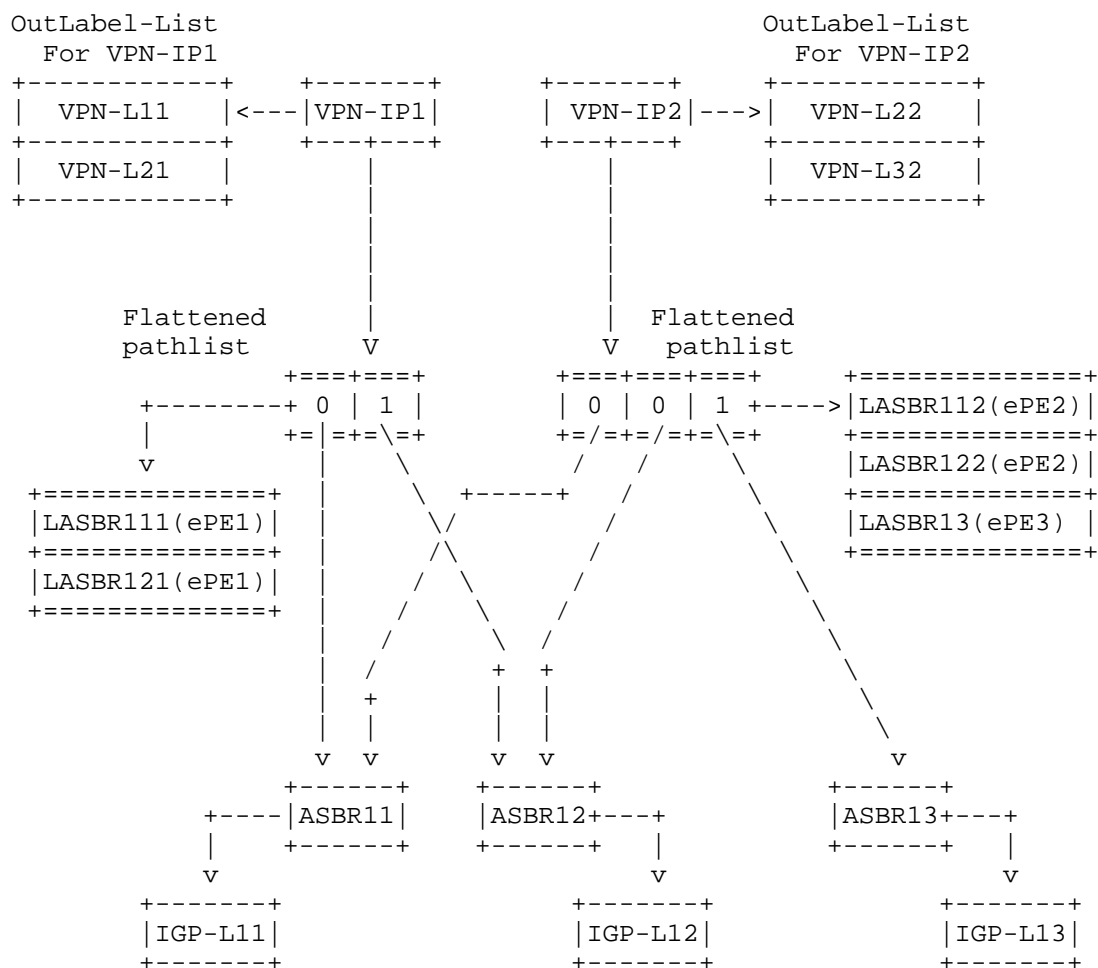 OutLabel-List OutLabel-List
For VPN-IP1 For VPN-IP2
VPN-L11 VPN-IP1 VPN-IP2 VPN-L22
VPN-L21 VPN-L32
Flattened Flattened
pathlist pathlist
0 1 0 0 1 LASBR112(ePE2)
LASBR122(ePE2)
LASBR111(ePE1) LASBR13(ePE3)
LASBR121(ePE1)
ASBR11 ASBR12 ASBR13
IGP-L11 IGP-L12 IGP-L13